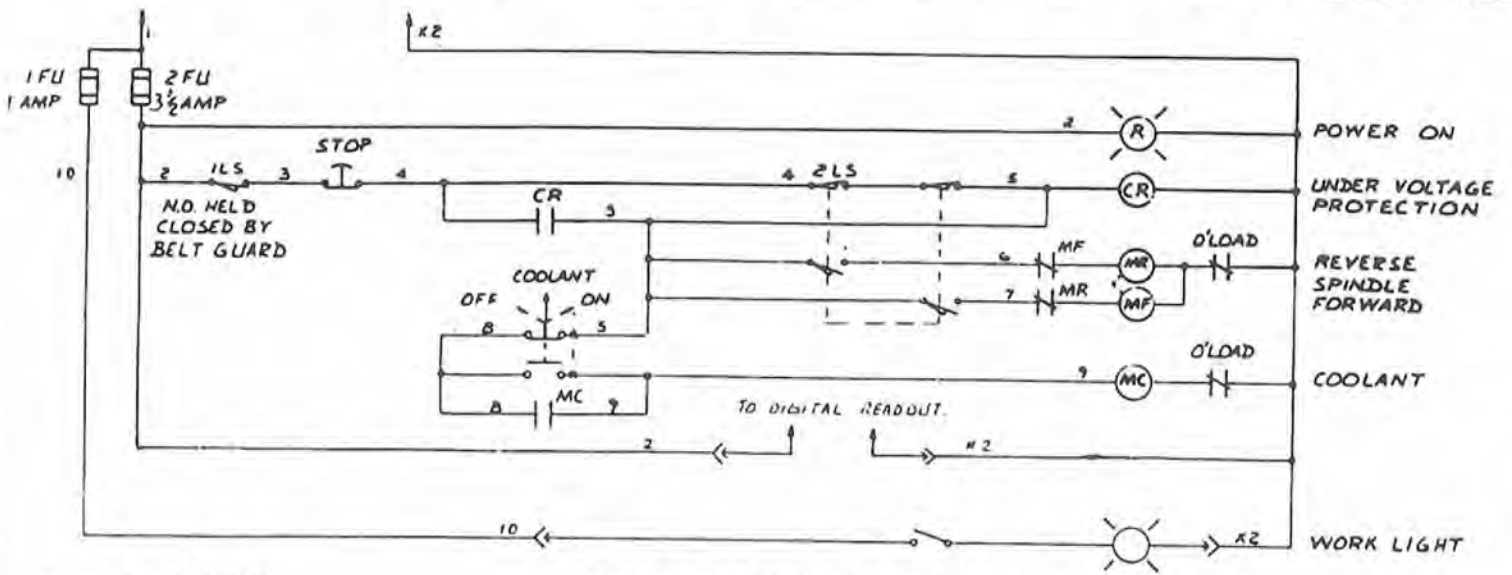 1
X2
1FU
1 AMP
2 FU
3½ AMP
2
R
POWER ON
10
STOP
2
1LS
3
4
4
2LS
5
CR
UNDER VOLTAGE
PROTECTION
N.O. HELD
CLOSED BY
BELT GUARD
CR
5
6
MF
MR
O'LOAD
REVERSE
SPINDLE
FORWARD
7
MR
MF
COOLANT
OFF
ON
8
5
9
MC
O'LOAD
COOLANT
8
MC
9
TO DIGITAL READOUT.
2
X2
10
X2
WORK LIGHT